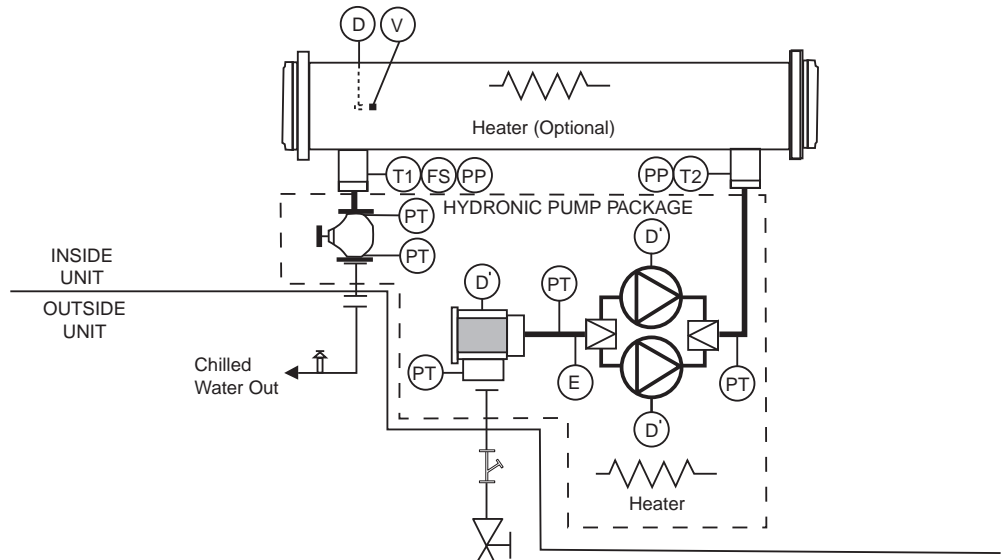 D V
Heater (Optional)
T1 FS PP
PP T2
HYDRONIC PUMP PACKAGE
PT
PT
D'
INSIDE
UNIT
OUTSIDE
UNIT
D'
PT
Chilled
Water Out
PT
E
PT
D'
Heater